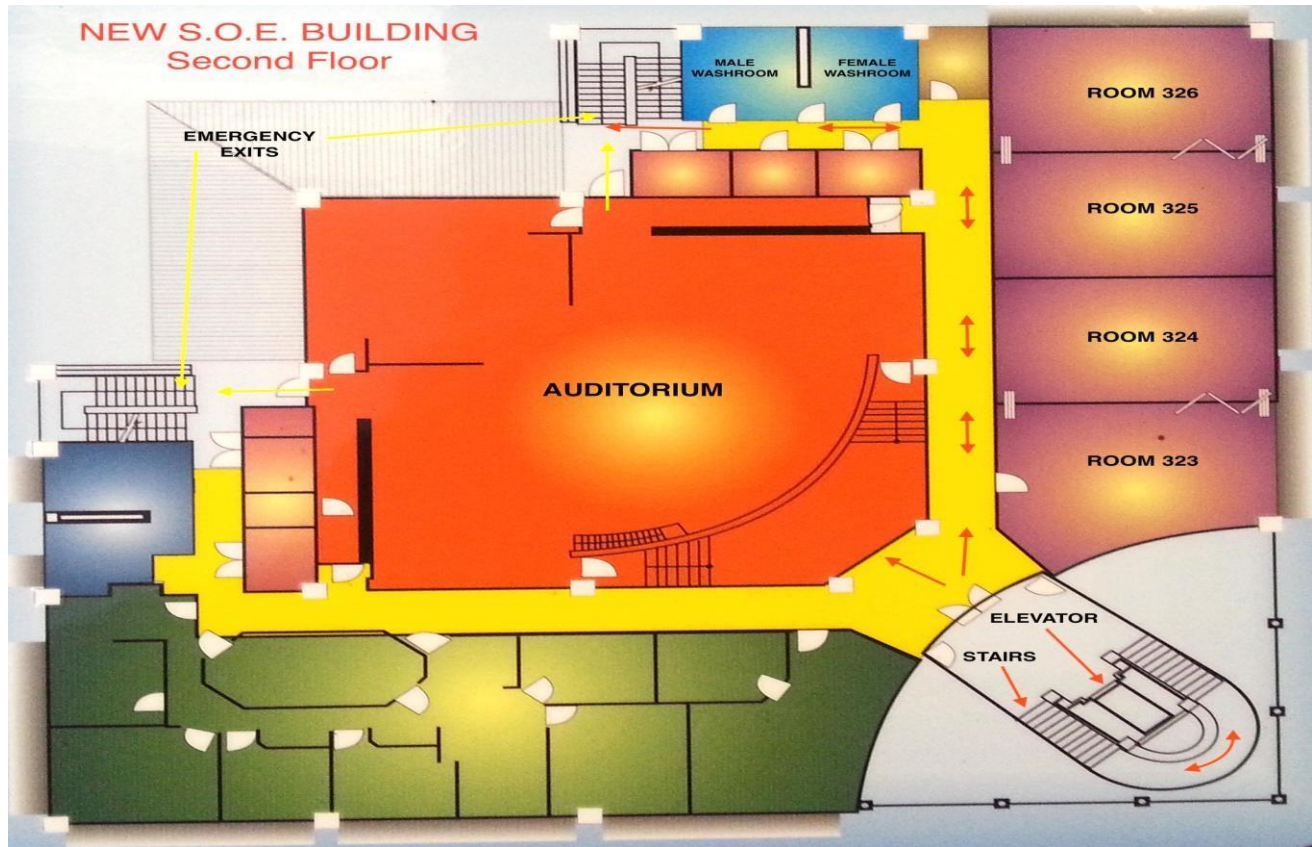 NEW S.O.E. BUILDING
Second Floor
MALE
WASHROOM
FEMALE
WASHROOM
EMERGENCY
EXITS
ROOM 326
ROOM 325
ROOM 324
ROOM 323
AUDITORIUM
ELEVATOR
STAIRS